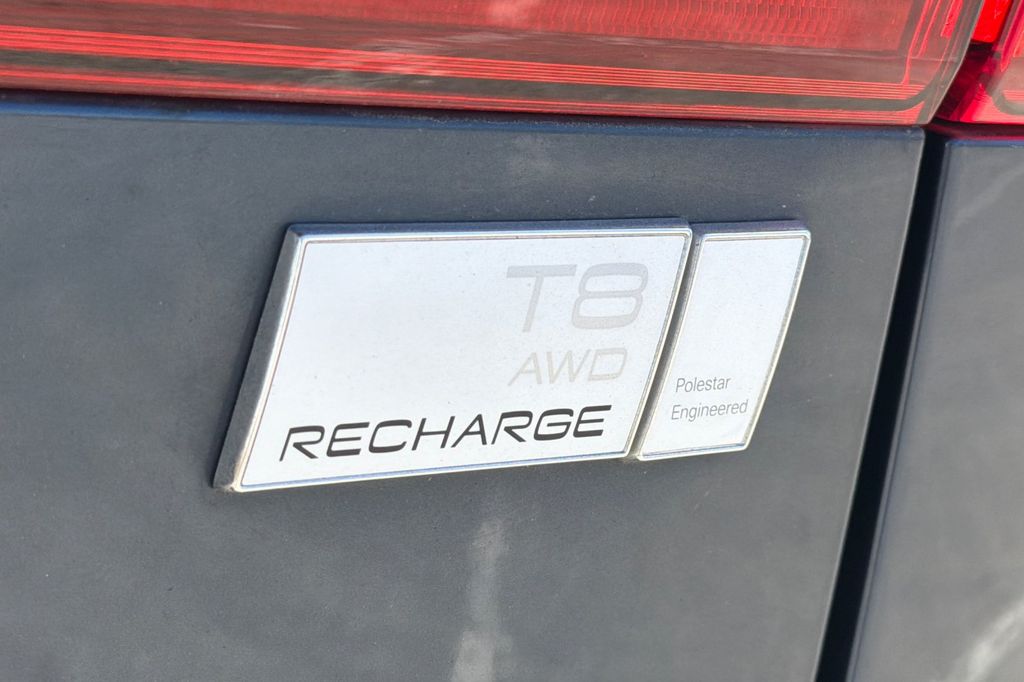 T8
AWD
RECHARGE
Polestar
Engineered